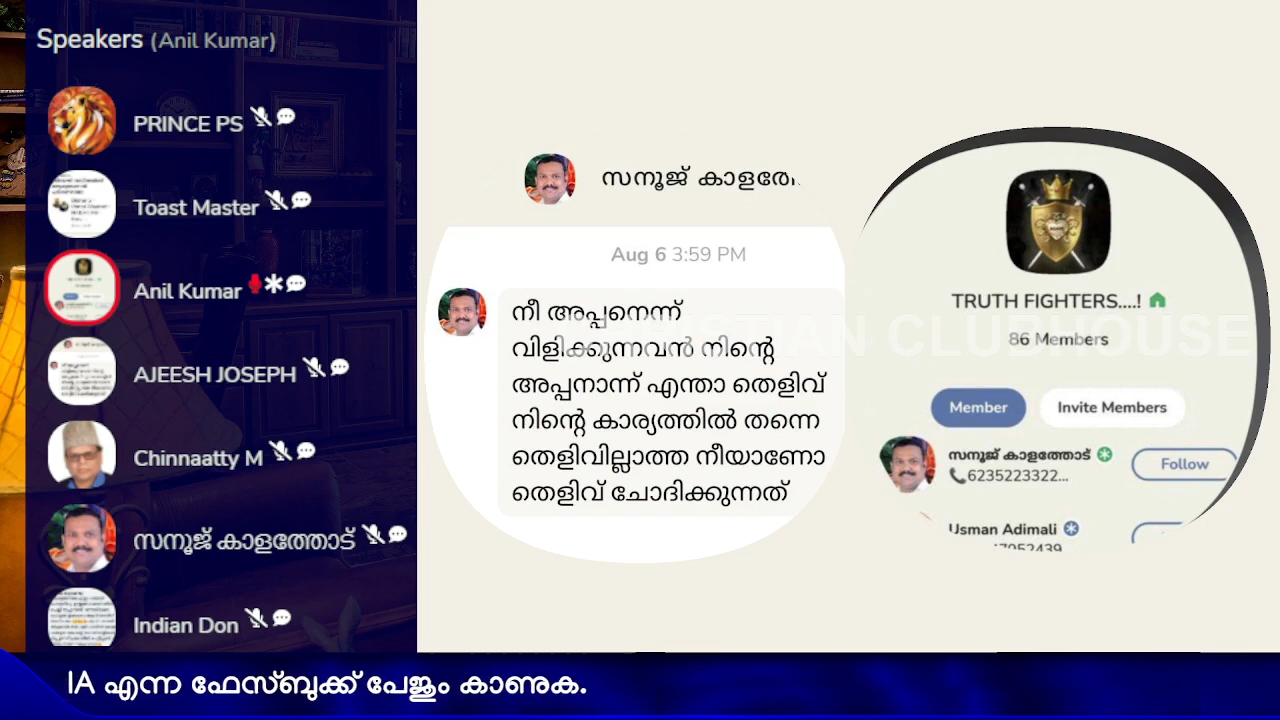 Speakers (Anil Kumar)
PRINCE PS
Toast Master
Anil Kumar
AJEESH JOSEPH
Chinnaatty M
സനൂജ് കാളത്തോട്
Indian Don
സനൂജ് കാളത്തേ
Aug 6 3:59 PM
നീ അപ്പനെന്ന്
വിളിക്കുന്നവൻ നിന്റെ
അപ്പനാന്ന് എന്താ തെളിവ്
നിന്റെ കാര്യത്തിൽ തന്നെ
തെളിവില്ലാത്ത നീയാണോ
തെളിവ് ചോദിക്കുന്നത്
CLUBHOUSE
TRUTH FIGHTERS....!
86 Members
Member
Invite Members
സനൂജ് കാളത്തോട്
6235223322...
Follow
Usman Adimali
IA എന്ന ഫേസ്ബുക്ക് പേജും കാണുക.